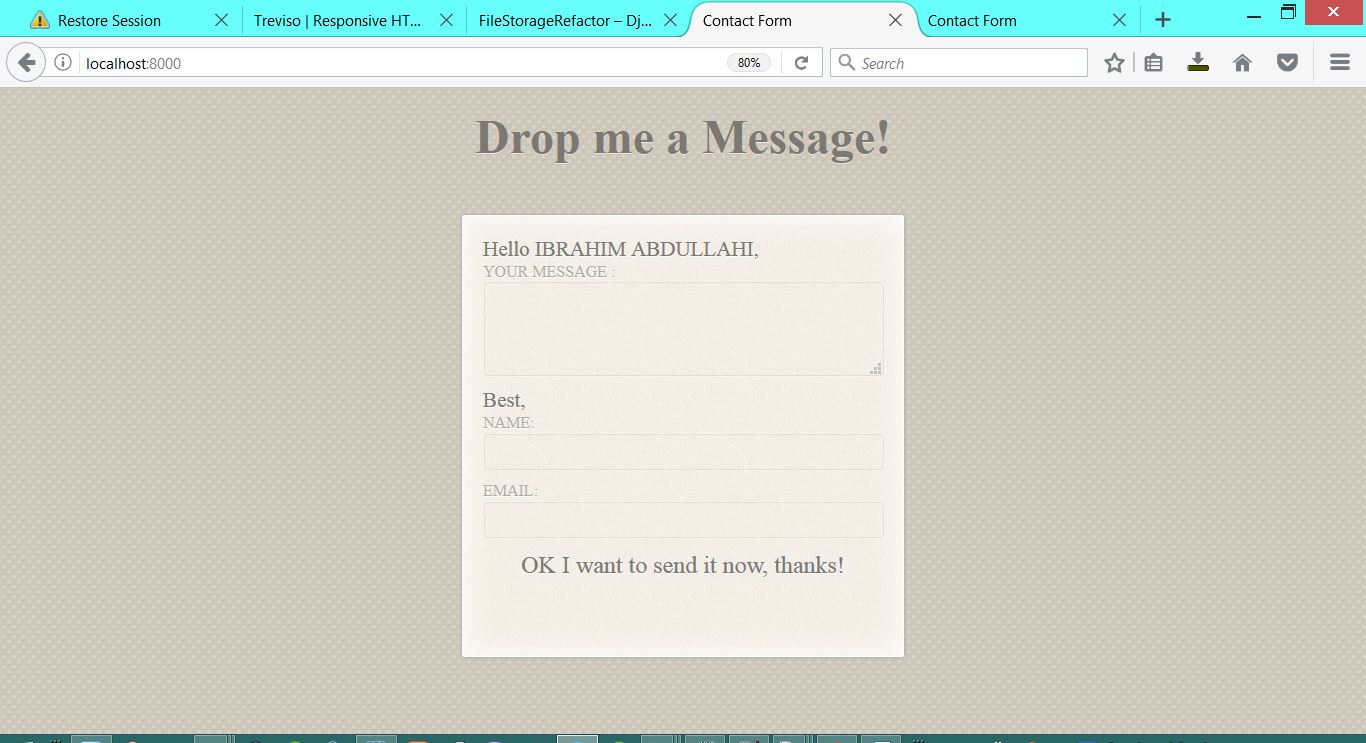 Restore Session
Treviso | Responsive HT...
FileStorageRefactor – Dj...
Contact Form
Contact Form
localhost:8000
80%
Search
Drop me a Message!
Hello IBRAHIM ABDULLAHI,
YOUR MESSAGE :
Best,
NAME:
EMAIL:
OK I want to send it now, thanks!